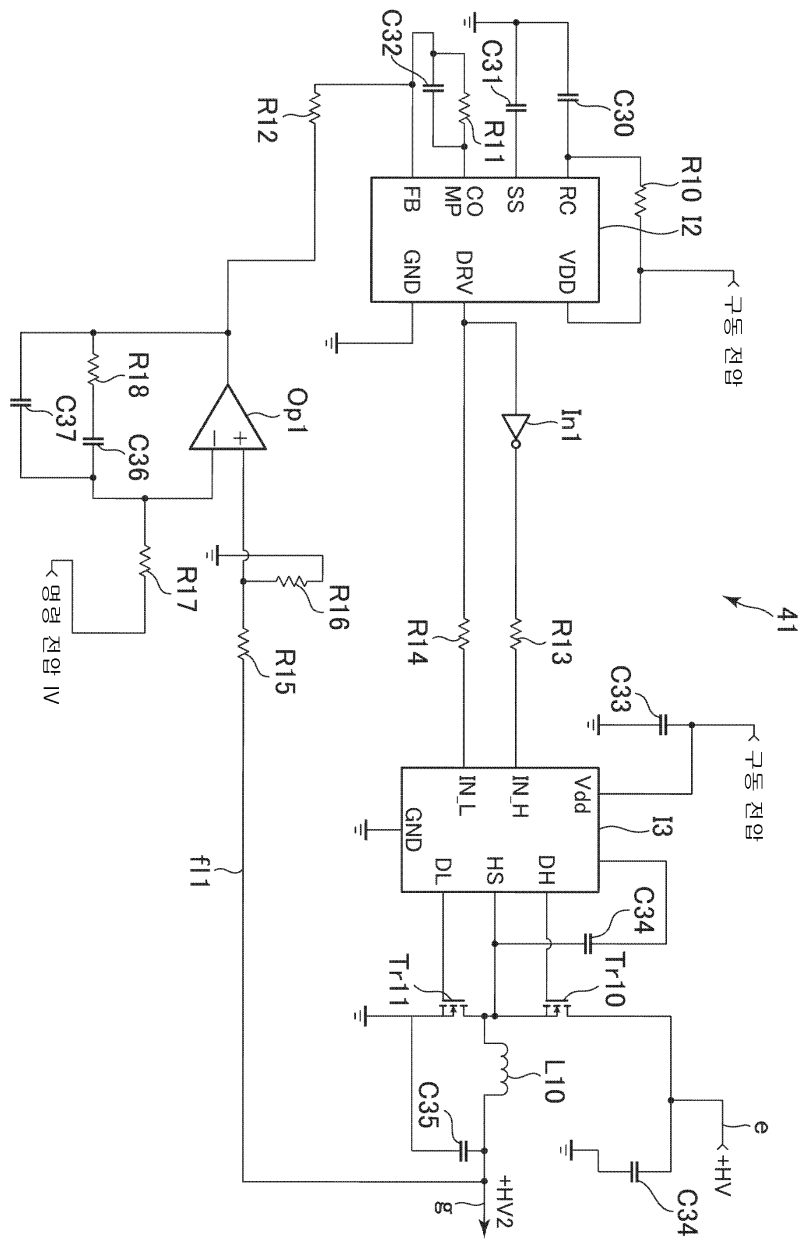 41
e
+HV
C34
구동 전압
구동 전압
R10
I2
C30
C31
C32
R11
R12
RC
SS
CO
MP
FB
VDD
DRV
GND
In1
R13
R14
C33
I3
Vdd
IN_H
IN_L
GND
DH
HS
DL
C34
Tr10
Tr11
L10
C35
+HV2
g
Op1
+
−
R18
C36
C37
R16
R15
R17
명령 전압 IV
fl1